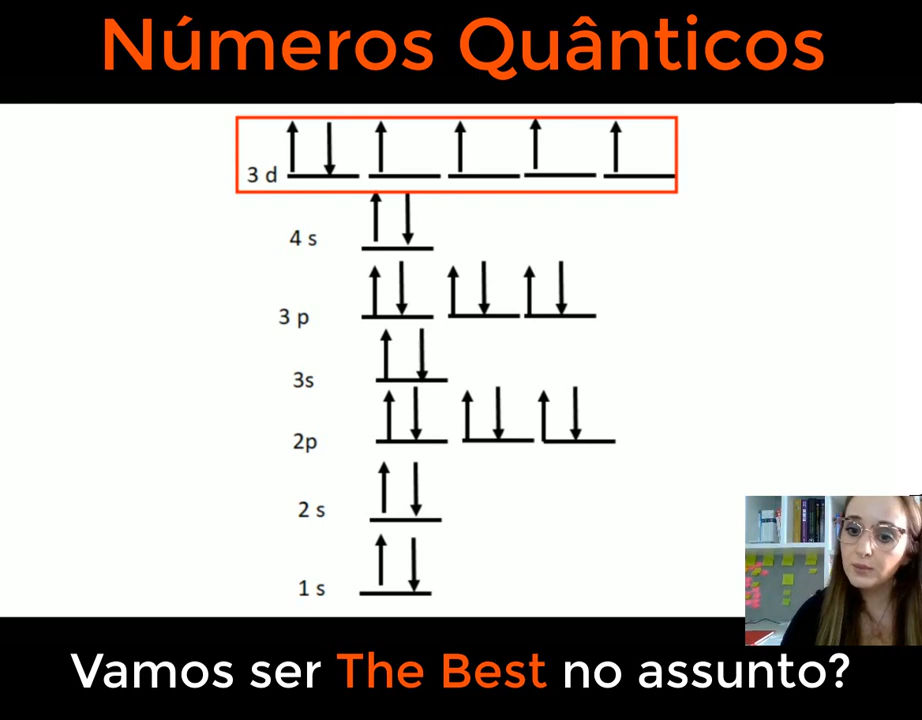 Números Quânticos
3 d
4 s
3 p
3s
2p
2 s
1 s
Vamos ser The Best no assunto?